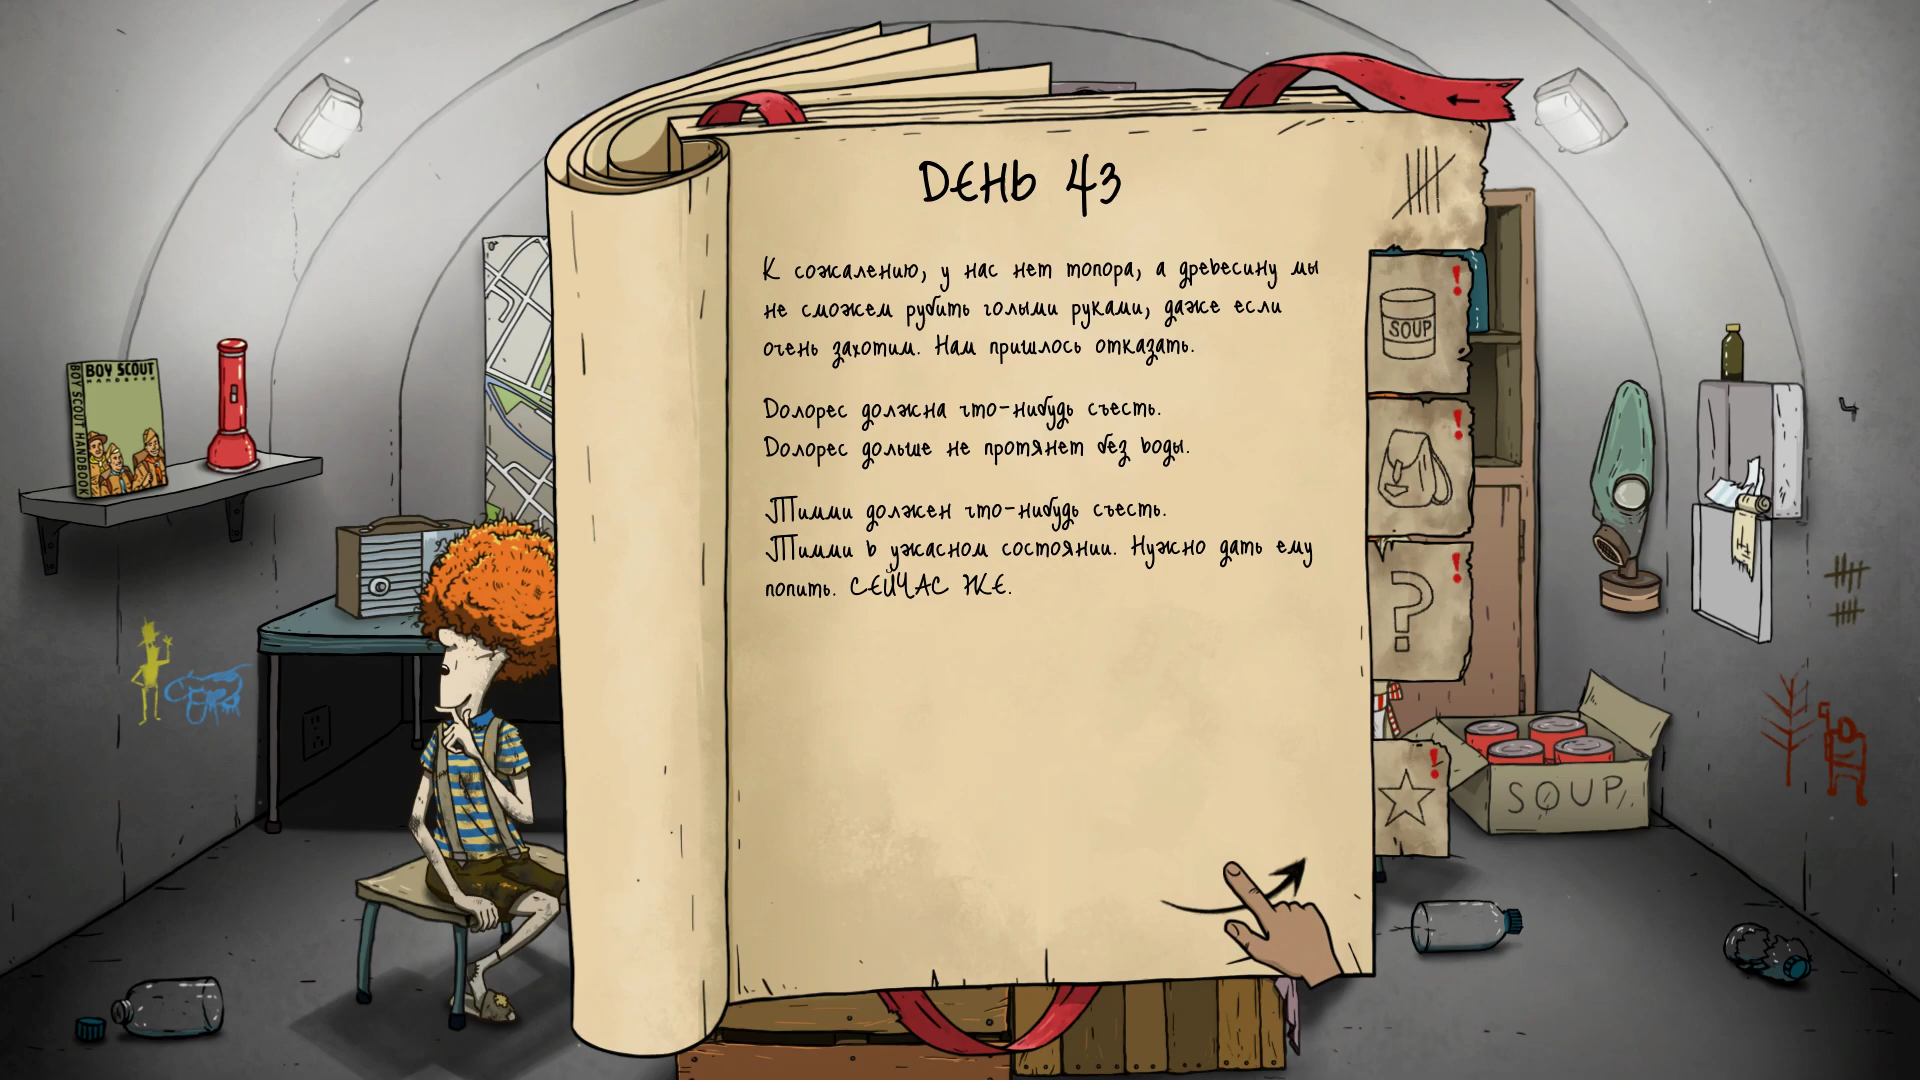 ДЕНЬ 43
К сожалению, у нас нет топора, а древесину мы
не сможем рубить голыми руками, даже если
очень захотим. Нам пришлось отказать.
Долорес должна что-нибудь съесть.
Долорес дольше не протянет без воды.
Тимми должен что-нибудь съесть.
Тимми в ужасном состоянии. Нужно дать ему
попить. СЕЙЧАС ЖЕ.
BOY SCOUT
HANDBOOK
BOY SCOUT HANDBOOK
SOUP
!
!
?
!
!
SOUP